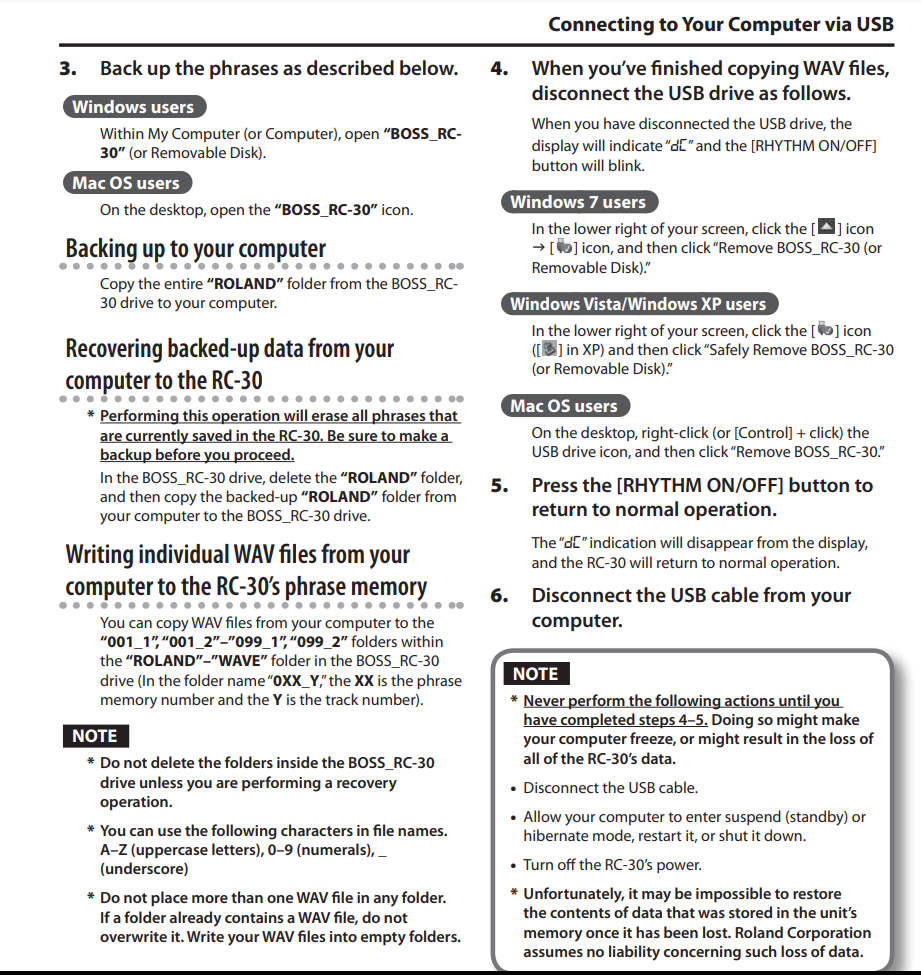 Connecting to Your Computer via USB
3. Back up the phrases as described below.
Windows users
Within My Computer (or Computer), open “BOSS_RC-
30” (or Removable Disk).
Mac OS users
On the desktop, open the “BOSS_RC-30” icon.
Backing up to your computer
Copy the entire “ROLAND” folder from the BOSS_RC-
30 drive to your computer.
Recovering backed-up data from your
computer to the RC-30
* Performing this operation will erase all phrases that
are currently saved in the RC-30. Be sure to make a
backup before you proceed.
In the BOSS_RC-30 drive, delete the “ROLAND” folder,
and then copy the backed-up “ROLAND” folder from
your computer to the BOSS_RC-30 drive.
Writing individual WAV files from your
computer to the RC-30’s phrase memory
You can copy WAV files from your computer to the
“001_1”, “001_2”–“099_1”, “099_2” folders within
the “ROLAND”–“WAVE” folder in the BOSS_RC-30
drive (In the folder name “0XX_Y,” the XX is the phrase
memory number and the Y is the track number).
NOTE
* Do not delete the folders inside the BOSS_RC-30
drive unless you are performing a recovery
operation.
* You can use the following characters in file names.
A–Z (uppercase letters), 0–9 (numerals), _
(underscore)
* Do not place more than one WAV file in any folder.
If a folder already contains a WAV file, do not
overwrite it. Write your WAV files into empty folders.
4. When you’ve finished copying WAV files,
disconnect the USB drive as follows.
When you have disconnected the USB drive, the
display will indicate “dC” and the [RHYTHM ON/OFF]
button will blink.
Windows 7 users
In the lower right of your screen, click the [ ] icon
→ [ ] icon, and then click “Remove BOSS_RC-30 (or
Removable Disk).”
Windows Vista/Windows XP users
In the lower right of your screen, click the [ ] icon
([ ] in XP) and then click “Safely Remove BOSS_RC-30
(or Removable Disk).”
Mac OS users
On the desktop, right-click (or [Control] + click) the
USB drive icon, and then click “Remove BOSS_RC-30.”
5. Press the [RHYTHM ON/OFF] button to
return to normal operation.
The “dC” indication will disappear from the display,
and the RC-30 will return to normal operation.
6. Disconnect the USB cable from your
computer.
NOTE
* Never perform the following actions until you
have completed steps 4–5. Doing so might make
your computer freeze, or might result in the loss of
all of the RC-30’s data.
• Disconnect the USB cable.
• Allow your computer to enter suspend (standby) or
hibernate mode, restart it, or shut it down.
• Turn off the RC-30’s power.
* Unfortunately, it may be impossible to restore
the contents of data that was stored in the unit’s
memory once it has been lost. Roland Corporation
assumes no liability concerning such loss of data.